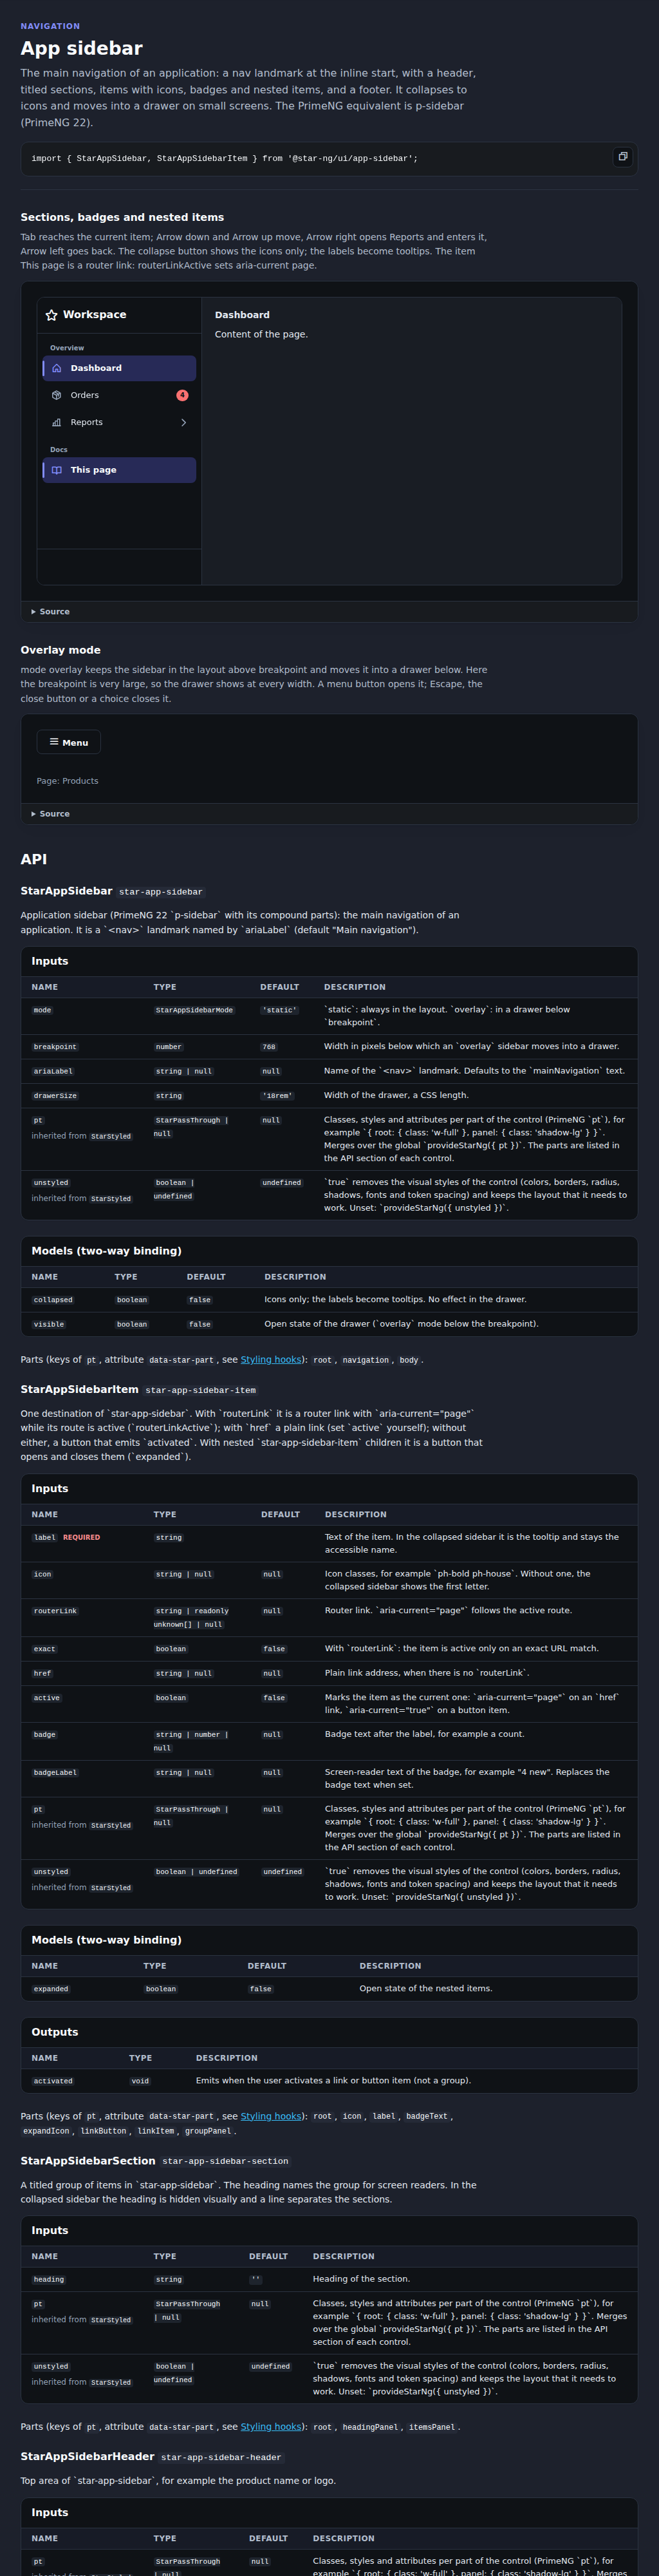 NAVIGATION
App sidebar
The main navigation of an application: a nav landmark at the inline start, with a header,
titled sections, items with icons, badges and nested items, and a footer. It collapses to
icons and moves into a drawer on small screens. The PrimeNG equivalent is p-sidebar
(PrimeNG 22).
import { StarAppSidebar, StarAppSidebarItem } from '@star-ng/ui/app-sidebar';
Sections, badges and nested items
Tab reaches the current item; Arrow down and Arrow up move, Arrow right opens Reports and enters it,
Arrow left goes back. The collapse button shows the icons only; the labels become tooltips. The item
This page is a router link: routerLinkActive sets aria-current page.
Workspace
Dashboard
Content of the page.
Overview
Dashboard
Orders 4
Reports
Docs
This page
Source
Overlay mode
mode overlay keeps the sidebar in the layout above breakpoint and moves it into a drawer below. Here
the breakpoint is very large, so the drawer shows at every width. A menu button opens it; Escape, the
close button or a choice closes it.
Menu
Page: Products
Source
API
StarAppSidebar star-app-sidebar
Application sidebar (PrimeNG 22 `p-sidebar` with its compound parts): the main navigation of an
application. It is a `<nav>` landmark named by `ariaLabel` (default "Main navigation").
Inputs
NAME TYPE DEFAULT DESCRIPTION
mode StarAppSidebarMode 'static' `static`: always in the layout. `overlay`: in a drawer below
`breakpoint`.
breakpoint number 768 Width in pixels below which an `overlay` sidebar moves into a drawer.
ariaLabel string | null null Name of the `<nav>` landmark. Defaults to the `mainNavigation` text.
drawerSize string '18rem' Width of the drawer, a CSS length.
pt StarPassThrough | null Classes, styles and attributes per part of the control (PrimeNG `pt`), for
inherited from StarStyled null example `{ root: { class: 'w-full' }, panel: { class: 'shadow-lg' } }`.
Merges over the global `provideStarNg({ pt })`. The parts are listed in
the API section of each control.
unstyled boolean | undefined `true` removes the visual styles of the control (colors, borders, radius,
inherited from StarStyled undefined shadows, fonts and token spacing) and keeps the layout that it needs to
work. Unset: `provideStarNg({ unstyled })`.
Models (two-way binding)
NAME TYPE DEFAULT DESCRIPTION
collapsed boolean false Icons only; the labels become tooltips. No effect in the drawer.
visible boolean false Open state of the drawer (`overlay` mode below the breakpoint).
Parts (keys of pt, attribute data-star-part, see Styling hooks): root, navigation, body.
StarAppSidebarItem star-app-sidebar-item
One destination of `star-app-sidebar`. With `routerLink` it is a router link with `aria-current="page"`
while its route is active (`routerLinkActive`); with `href` a plain link (set `active` yourself); without
either, a button that emits `activated`. With nested `star-app-sidebar-item` children it is a button that
opens and closes them (`expanded`).
Inputs
NAME TYPE DEFAULT DESCRIPTION
label REQUIRED string Text of the item. In the collapsed sidebar it is the tooltip and stays the
accessible name.
icon string | null null Icon classes, for example `ph-bold ph-house`. Without one, the
collapsed sidebar shows the first letter.
routerLink string | readonly null Router link. `aria-current="page"` follows the active route.
unknown[] | null
exact boolean false With `routerLink`: the item is active only on an exact URL match.
href string | null null Plain link address, when there is no `routerLink`.
active boolean false Marks the item as the current one: `aria-current="page"` on an `href`
link, `aria-current="true"` on a button item.
badge string | number | null Badge text after the label, for example a count.
null
badgeLabel string | null null Screen-reader text of the badge, for example "4 new". Replaces the
badge text when set.
pt StarPassThrough | null Classes, styles and attributes per part of the control (PrimeNG `pt`), for
inherited from StarStyled null example `{ root: { class: 'w-full' }, panel: { class: 'shadow-lg' } }`.
Merges over the global `provideStarNg({ pt })`. The parts are listed in
the API section of each control.
unstyled boolean | undefined undefined `true` removes the visual styles of the control (colors, borders, radius,
inherited from StarStyled shadows, fonts and token spacing) and keeps the layout that it needs
to work. Unset: `provideStarNg({ unstyled })`.
Models (two-way binding)
NAME TYPE DEFAULT DESCRIPTION
expanded boolean false Open state of the nested items.
Outputs
NAME TYPE DESCRIPTION
activated void Emits when the user activates a link or button item (not a group).
Parts (keys of pt, attribute data-star-part, see Styling hooks): root, icon, label, badgeText,
expandIcon, linkButton, linkItem, groupPanel.
StarAppSidebarSection star-app-sidebar-section
A titled group of items in `star-app-sidebar`. The heading names the group for screen readers. In the
collapsed sidebar the heading is hidden visually and a line separates the sections.
Inputs
NAME TYPE DEFAULT DESCRIPTION
heading string '' Heading of the section.
pt StarPassThrough null Classes, styles and attributes per part of the control (PrimeNG `pt`), for
inherited from StarStyled | null example `{ root: { class: 'w-full' }, panel: { class: 'shadow-lg' } }`. Merges
over the global `provideStarNg({ pt })`. The parts are listed in the API
section of each control.
unstyled boolean | undefined `true` removes the visual styles of the control (colors, borders, radius,
inherited from StarStyled undefined shadows, fonts and token spacing) and keeps the layout that it needs to
work. Unset: `provideStarNg({ unstyled })`.
Parts (keys of pt, attribute data-star-part, see Styling hooks): root, headingPanel, itemsPanel.
StarAppSidebarHeader star-app-sidebar-header
Top area of `star-app-sidebar`, for example the product name or logo.
Inputs
NAME TYPE DEFAULT DESCRIPTION
pt StarPassThrough null Classes, styles and attributes per part of the control (PrimeNG `pt`), for